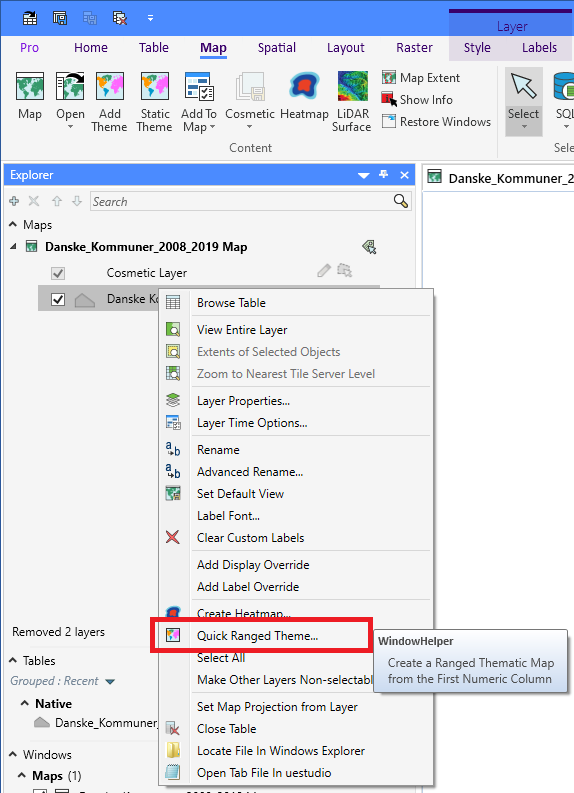 Layer
Pro
Home
Table
Map
Spatial
Layout
Raster
Style
Labels
Map
Open
Add
Theme
Static
Theme
Add To
Map
Cosmetic
Heatmap
LiDAR
Surface
Map Extent
Show Info
Restore Windows
Select
SQL
Content
Sele
Explorer
Danske_Kommuner_2
Search
Maps
Danske_Kommuner_2008_2019 Map
Cosmetic Layer
Danske Ko
Browse Table
View Entire Layer
Extents of Selected Objects
Zoom to Nearest Tile Server Level
Layer Properties...
Layer Time Options...
Rename
Advanced Rename...
Set Default View
Label Font...
Clear Custom Labels
Add Display Override
Add Label Override
Create Heatmap...
Quick Ranged Theme...
Select All
Make Other Layers Non-selectabl
Set Map Projection from Layer
Close Table
Locate File In Windows Explorer
Open Tab File In uestudio
WindowHelper
Create a Ranged Thematic Map
from the First Numeric Column
Removed 2 layers
Tables
Grouped : Recent
Native
Danske_Kommuner_
Windows
Maps (1)